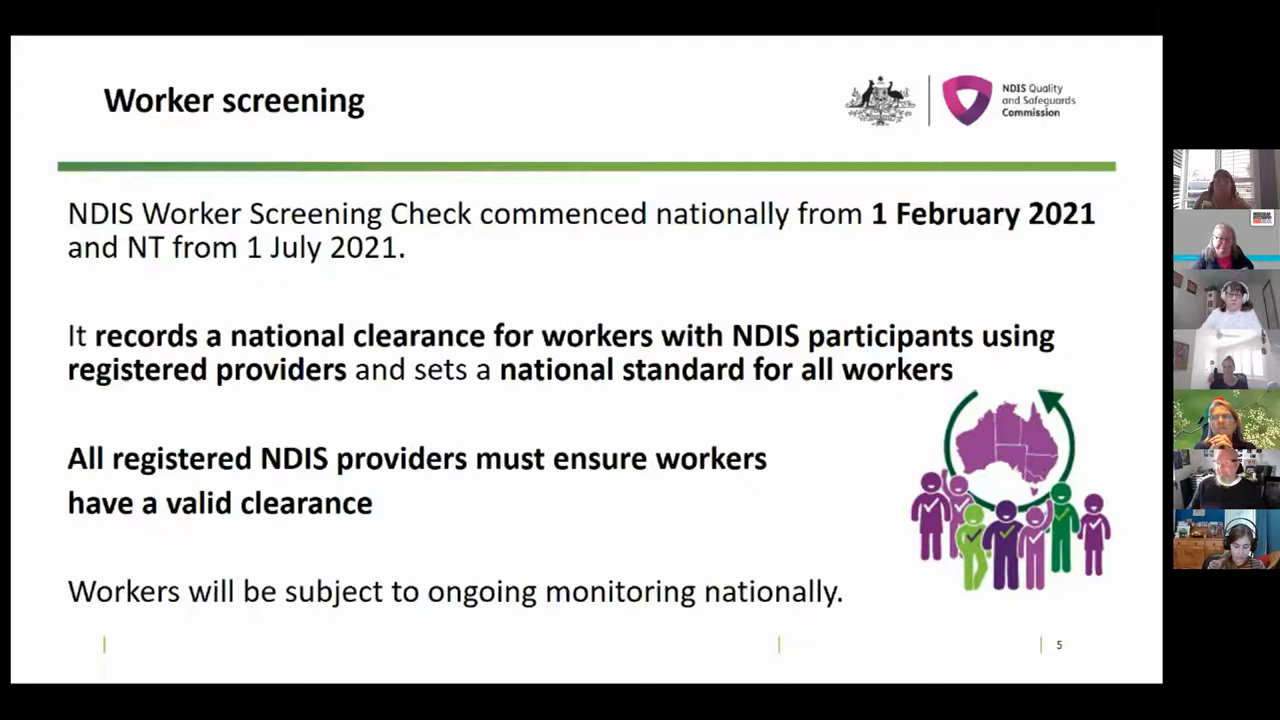 Worker screening
NDIS Quality
and Safeguards
Commission
NDIS Worker Screening Check commenced nationally from 1 February 2021
and NT from 1 July 2021.
It records a national clearance for workers with NDIS participants using
registered providers and sets a national standard for all workers
All registered NDIS providers must ensure workers
have a valid clearance
Workers will be subject to ongoing monitoring nationally.
5